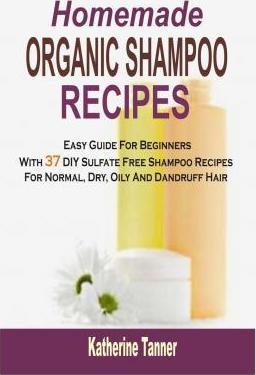 Homemade
ORGANIC SHAMPOO
RECIPES
EASY GUIDE FOR BEGINNERS
WITH 37 DIY SULFATE FREE SHAMPOO RECIPES
FOR NORMAL, DRY, OILY AND DANDRUFF HAIR
Katherine Tanner